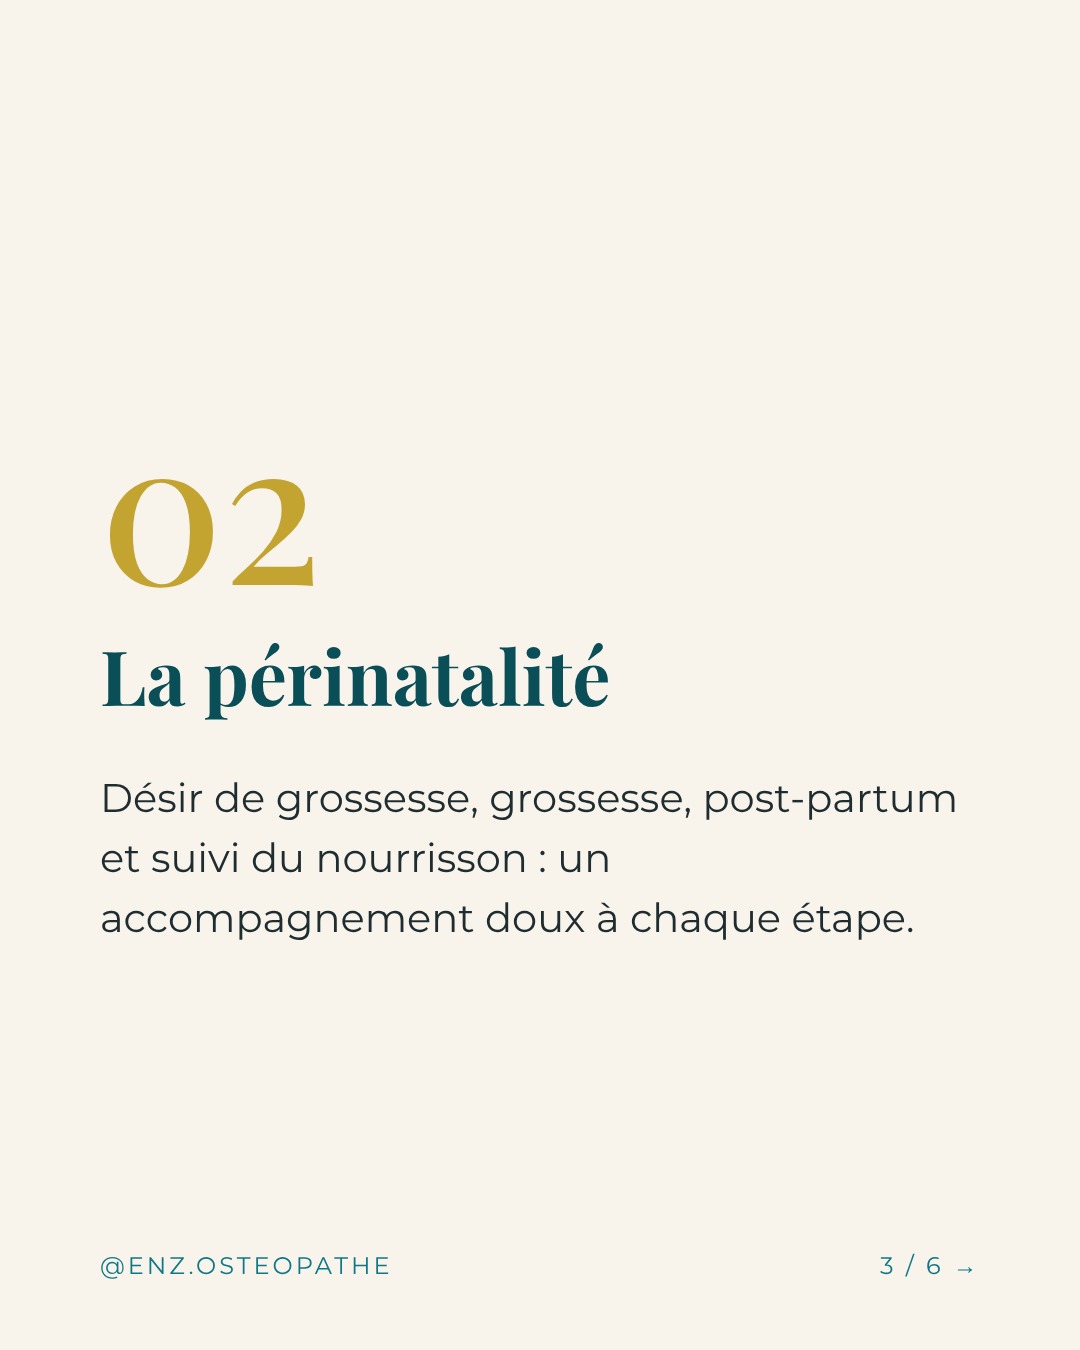 02
La périnatalité
Désir de grossesse, grossesse, post-partum
et suivi du nourrisson : un
accompagnement doux à chaque étape.
@ENZ.OSTEOPATHE
3 / 6 →